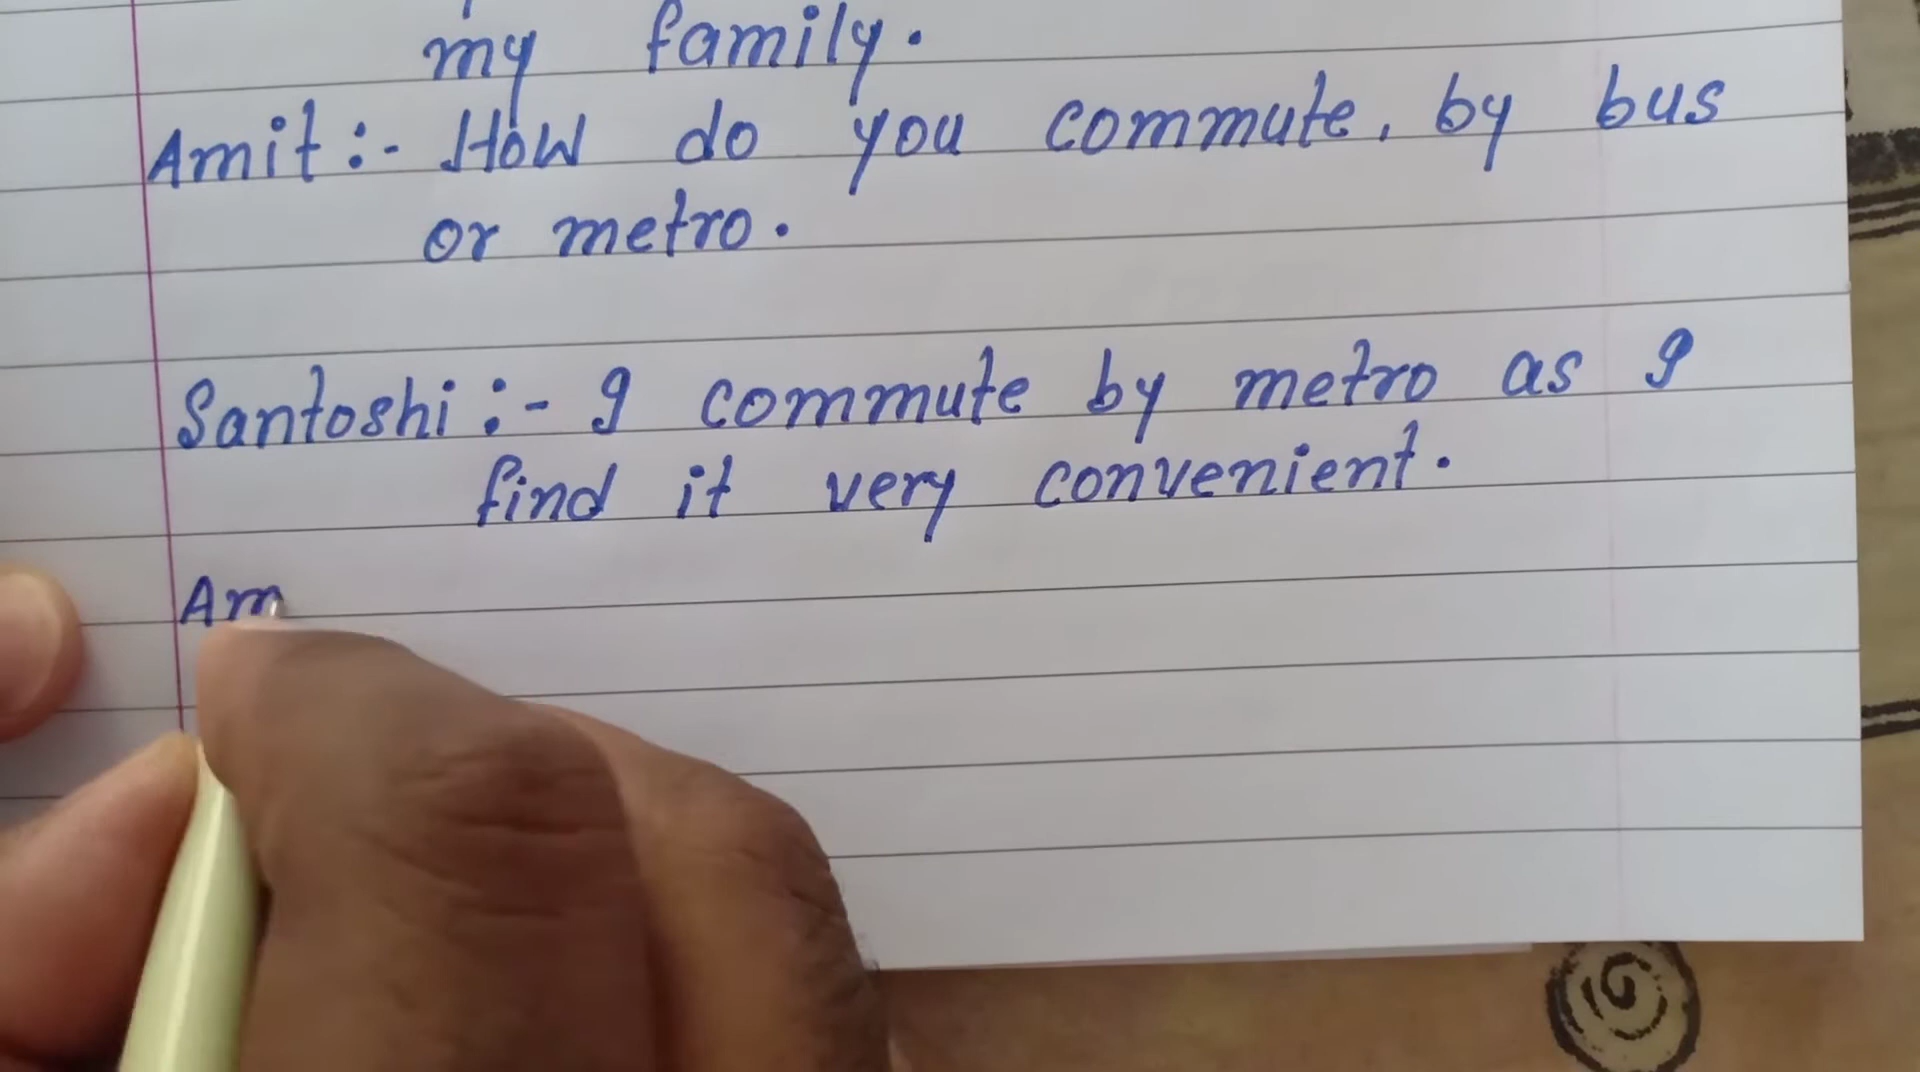 my family.
Amit:- How do you commute, by bus
or metro.
Santoshi:- I commute by metro as I
find it very convenient.
Am